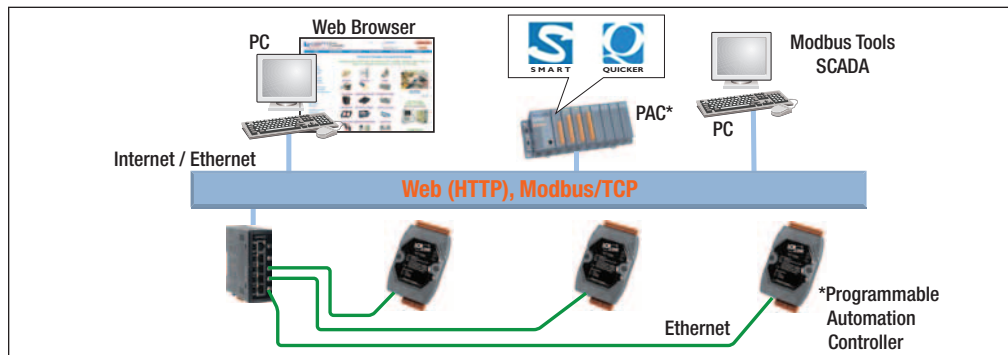 Web Browser
PC
SMART
QUICKER
Modbus Tools
SCADA
PAC*
PC
Internet / Ethernet
Web (HTTP), Modbus/TCP
Ethernet
*Programmable
Automation
Controller